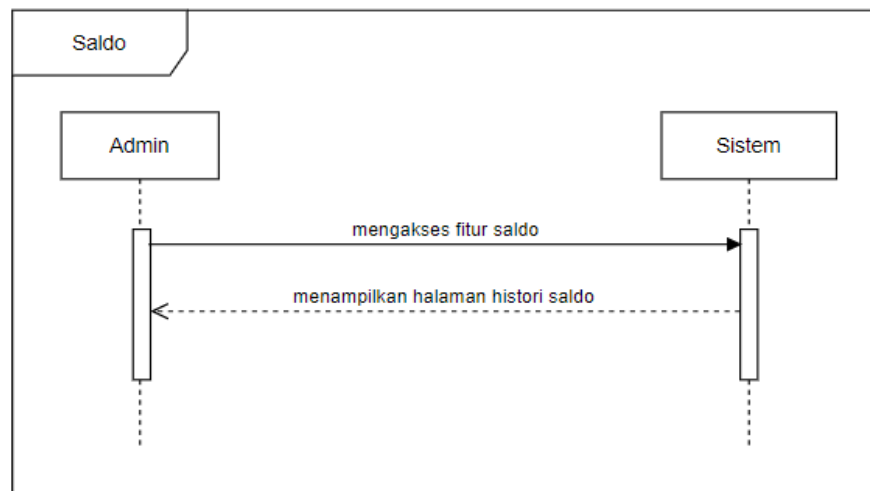 Saldo
Admin
Sistem
mengakses fitur saldo
menampilkan halaman histori saldo